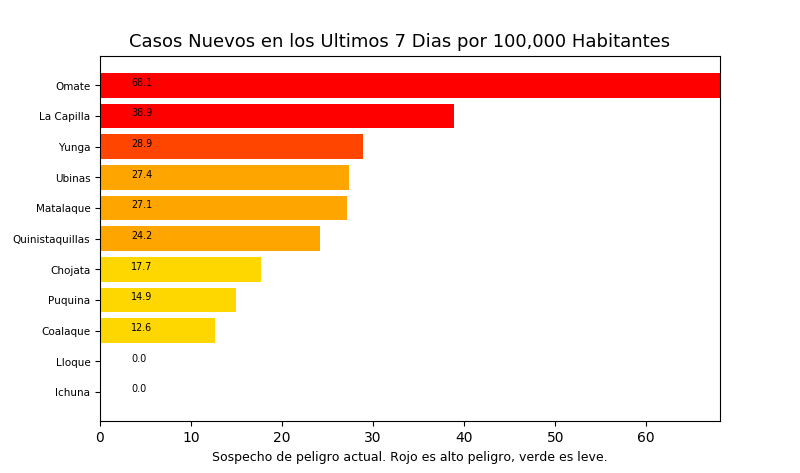 Casos Nuevos en los Ultimos 7 Dias por 100,000 Habitantes
Omate 68.1
La Capilla 38.9
Yunga 28.9
Ubinas 27.4
Matalaque 27.1
Quinistaquillas 24.2
Chojata 17.7
Puquina 14.9
Coalaque 12.6
Lloque 0.0
Ichuna 0.0
0 10 20 30 40 50 60
Sospecho de peligro actual. Rojo es alto peligro, verde es leve.